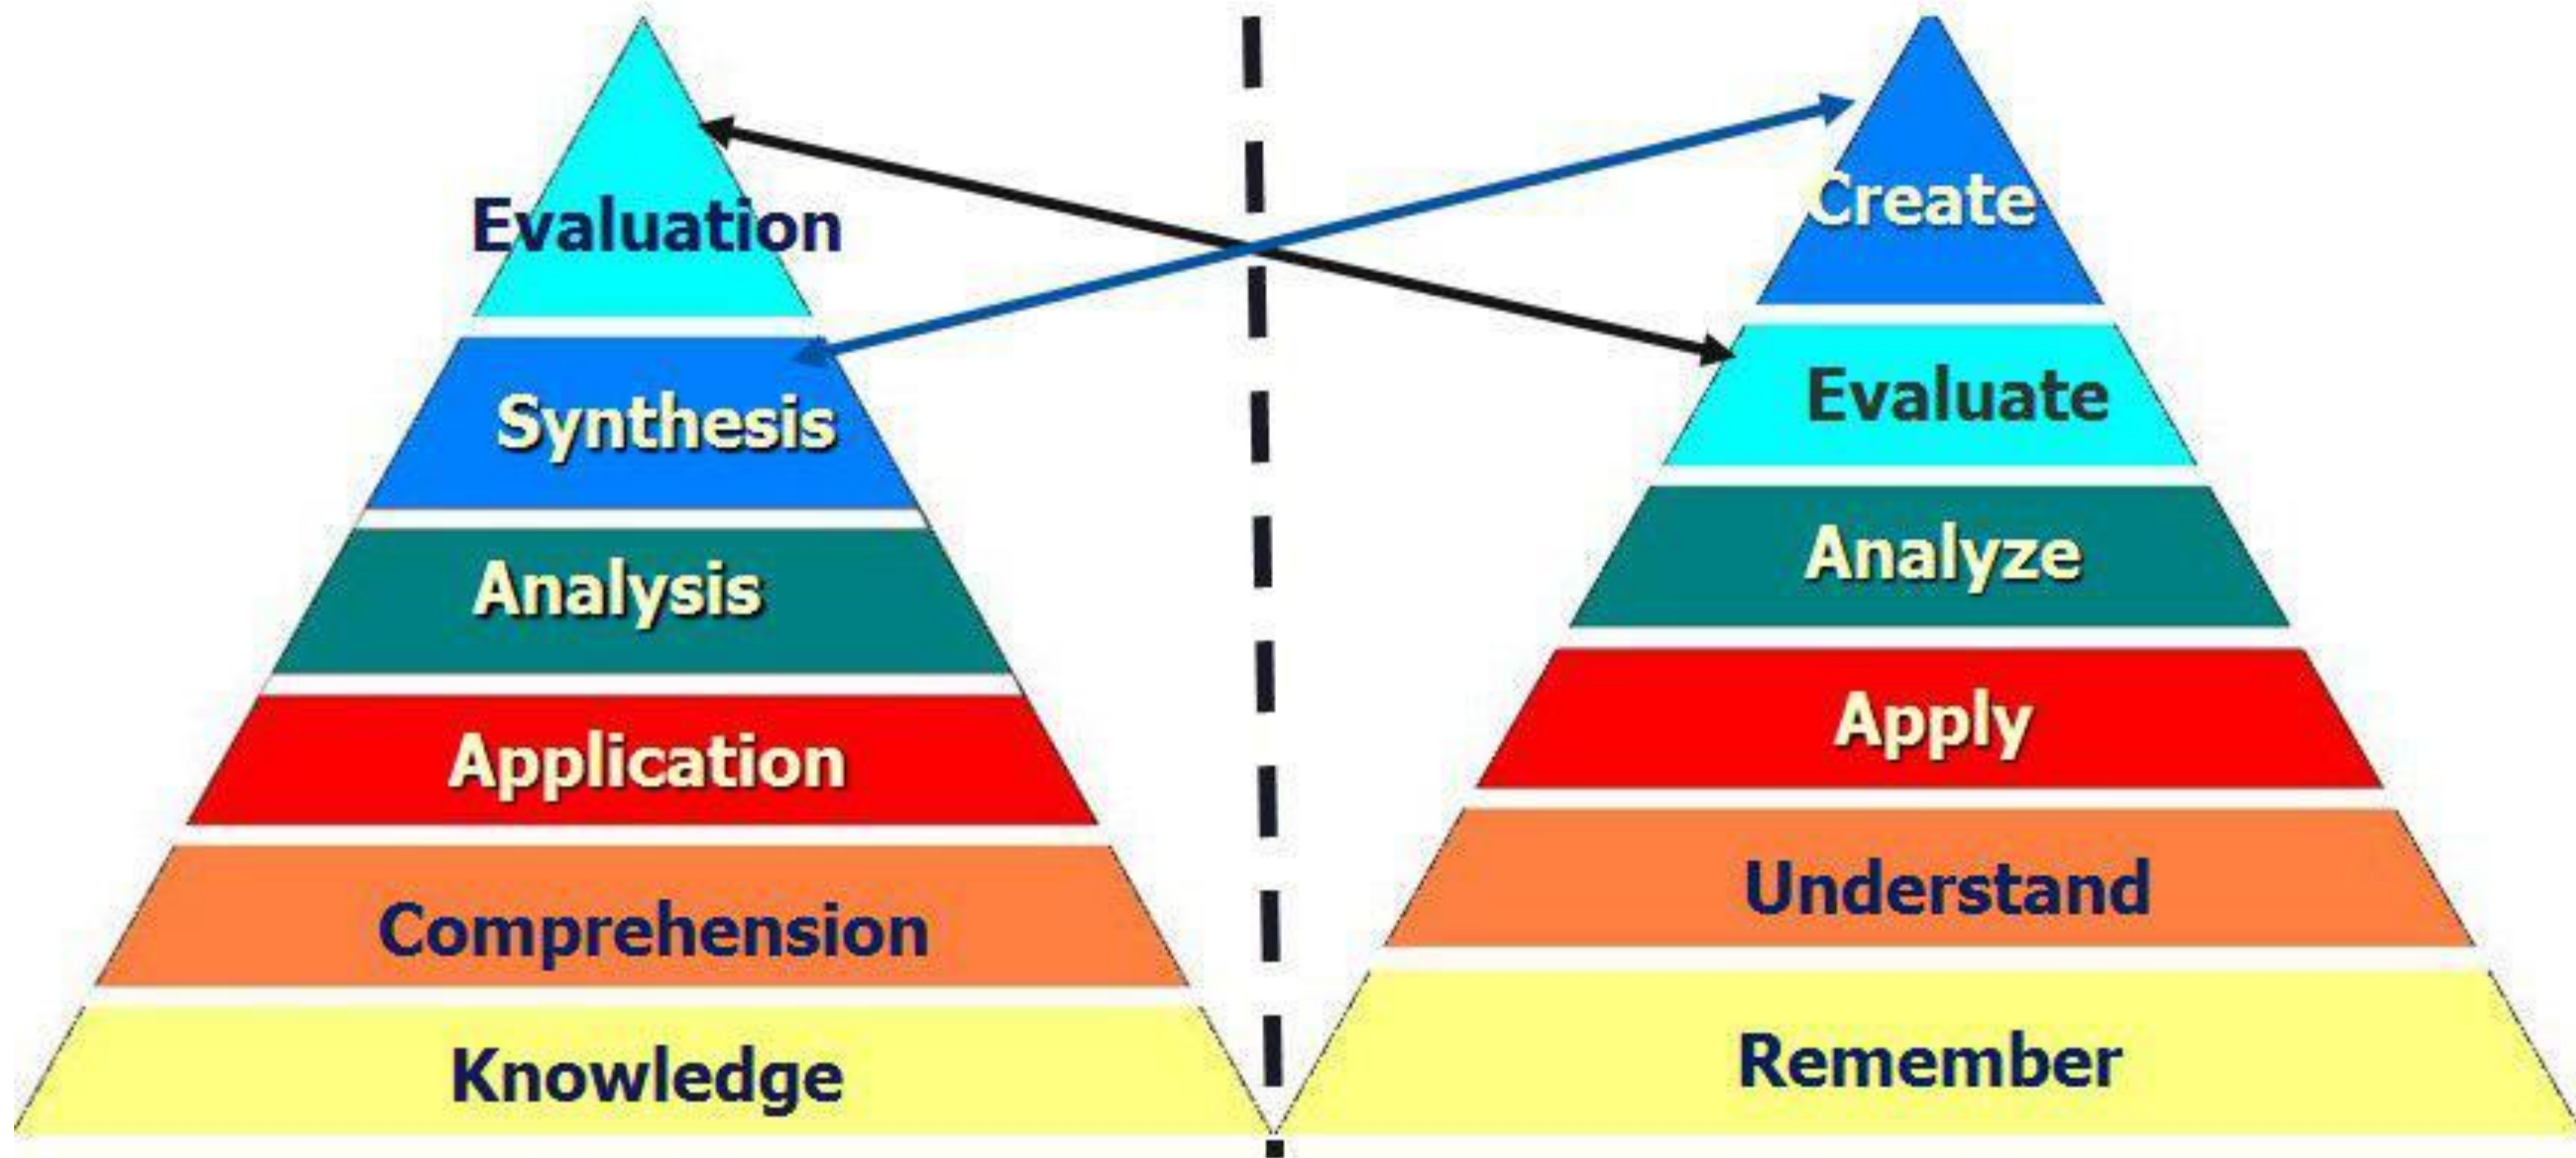 Evaluation
Synthesis
Analysis
Application
Comprehension
Knowledge
Create
Evaluate
Analyze
Apply
Understand
Remember